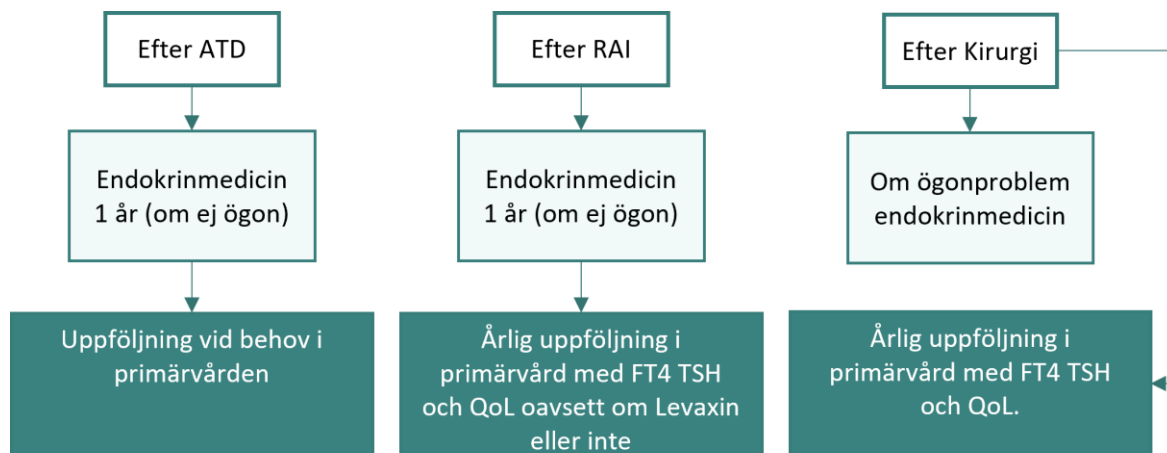 Efter ATD
Efter RAI
Efter Kirurgi
Endokrinmedicin
1 år (om ej ögon)
Endokrinmedicin
1 år (om ej ögon)
Om ögonproblem
endokrinmedicin
Uppföljning vid behov i
primärvården
Årlig uppföljning i
primärvård med FT4 TSH
och QoL oavsett om Levaxin
eller inte
Årlig uppföljning i
primärvård med FT4 TSH
och QoL.